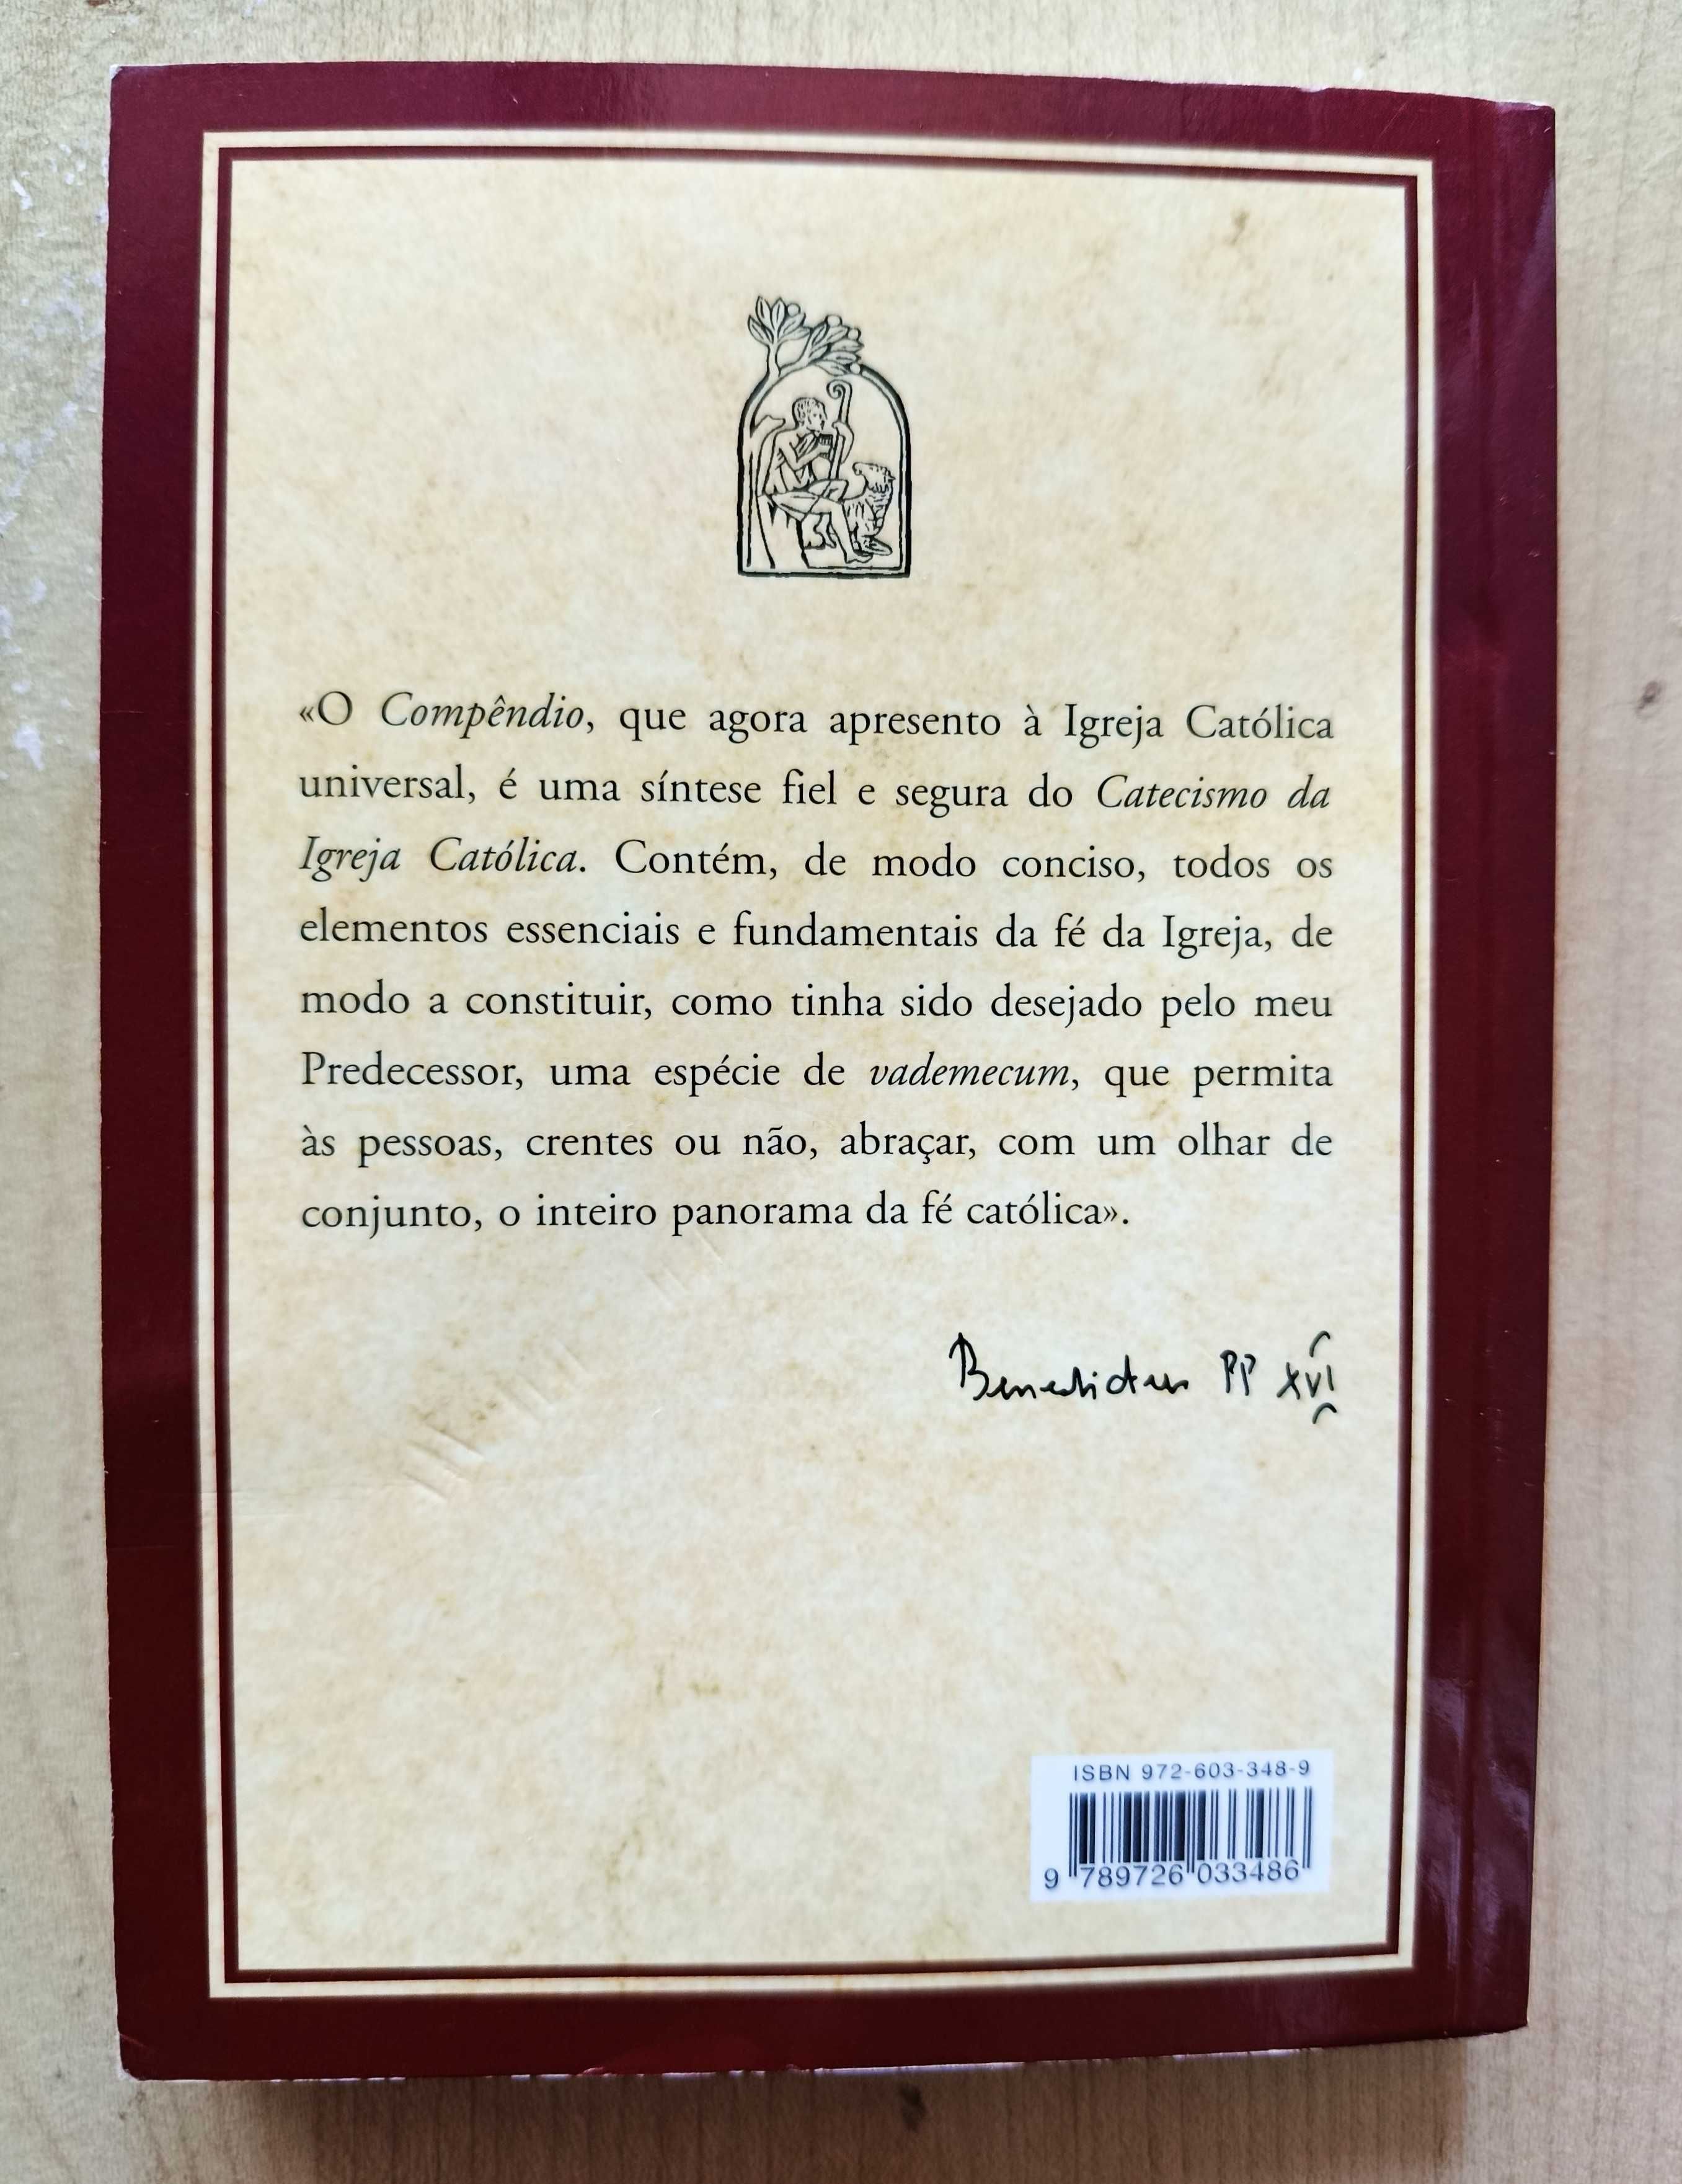 «O Compêndio, que agora apresento à Igreja Católica
universal, é uma síntese fiel e segura do Catecismo da
Igreja Católica. Contém, de modo conciso, todos os
elementos essenciais e fundamentais da fé da Igreja, de
modo a constituir, como tinha sido desejado pelo meu
Predecessor, uma espécie de vademecum, que permita
às pessoas, crentes ou não, abraçar, com um olhar de
conjunto, o inteiro panorama da fé católica».
Benedictus PP XVI
ISBN 972-603-348-9
9 789726 033486